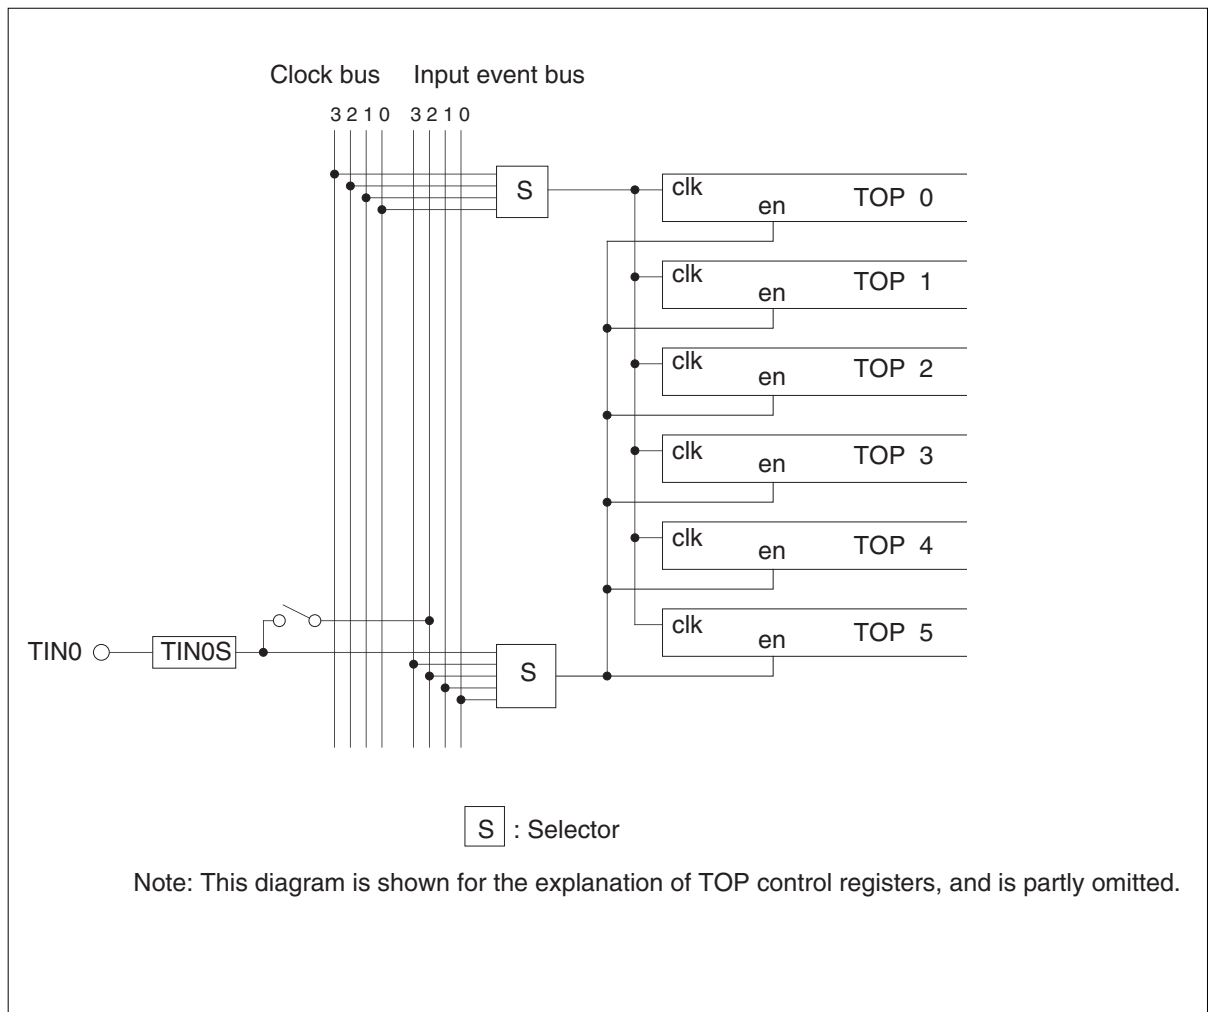 Clock bus Input event bus
3 2 1 0 3 2 1 0
S
clk en TOP 0
clk en TOP 1
clk en TOP 2
clk en TOP 3
clk en TOP 4
clk en TOP 5
TIN0 TIN0S
S
S : Selector
Note: This diagram is shown for the explanation of TOP control registers, and is partly omitted.